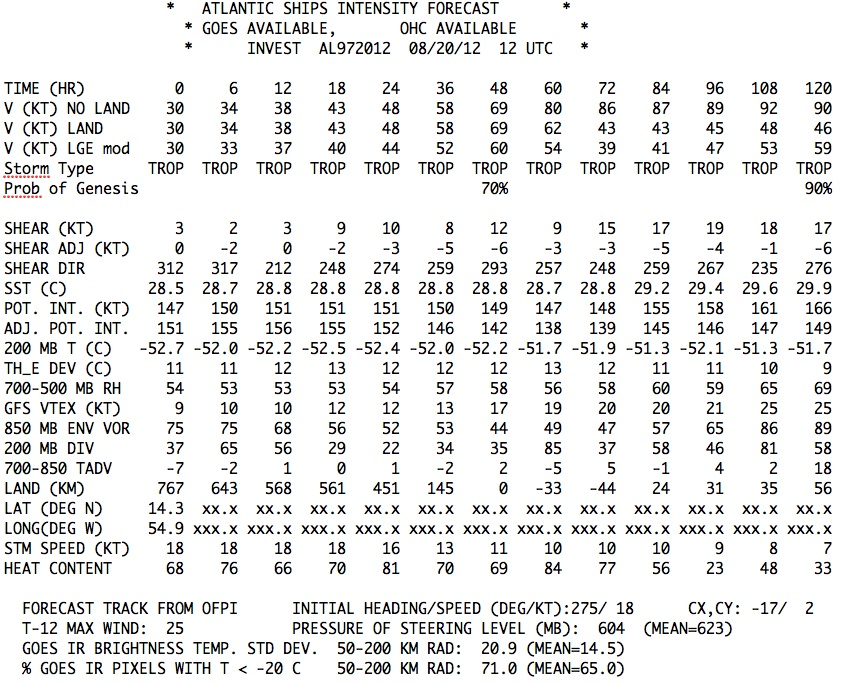 * ATLANTIC SHIPS INTENSITY FORECAST *
* GOES AVAILABLE, OHC AVAILABLE *
* INVEST AL972012 08/20/12 12 UTC *
TIME (HR) 0 6 12 18 24 36 48 60 72 84 96 108 120
V (KT) NO LAND 30 34 38 43 48 58 69 80 86 87 89 92 90
V (KT) LAND 30 34 38 43 48 58 69 62 43 43 45 48 46
V (KT) LGE mod 30 33 37 40 44 52 60 54 39 41 47 53 59
Storm Type TROP TROP TROP TROP TROP TROP TROP TROP TROP TROP TROP TROP TROP
Prob of Genesis 70% 90%
SHEAR (KT) 3 2 3 9 10 8 12 9 15 17 19 18 17
SHEAR ADJ (KT) 0 -2 0 -2 -3 -5 -6 -3 -3 -5 -4 -1 -6
SHEAR DIR 312 317 212 248 274 259 293 257 248 259 267 235 276
SST (C) 28.5 28.7 28.8 28.8 28.8 28.8 28.8 28.7 28.8 29.2 29.4 29.6 29.9
POT. INT. (KT) 147 150 151 151 151 150 149 147 148 155 158 161 166
ADJ. POT. INT. 151 155 156 155 152 146 142 138 139 145 146 147 149
200 MB T (C) -52.7 -52.0 -52.2 -52.5 -52.4 -52.0 -52.2 -51.7 -51.9 -51.3 -52.1 -51.3 -51.7
TH_E DEV (C) 11 11 12 13 12 12 12 13 12 11 11 10 9
700-500 MB RH 54 53 53 53 54 57 58 56 58 60 59 65 69
GFS VTEX (KT) 9 10 10 12 12 13 17 19 20 20 21 25 25
850 MB ENV VOR 75 75 68 56 52 53 44 49 47 57 65 86 89
200 MB DIV 37 65 56 29 22 34 35 85 37 58 46 81 58
700-850 TADV -7 -2 1 0 1 -2 2 -5 5 -1 4 2 18
LAND (KM) 767 643 568 561 451 145 0 -33 -44 24 31 35 56
LAT (DEG N) 14.3 xx.x xx.x xx.x xx.x xx.x xx.x xx.x xx.x xx.x xx.x xx.x xx.x
LONG(DEG W) 54.9 xxx.x xxx.x xxx.x xxx.x xxx.x xxx.x xxx.x xxx.x xxx.x xxx.x xxx.x xxx.x
STM SPEED (KT) 18 18 18 18 16 13 11 10 10 10 9 8 7
HEAT CONTENT 68 76 66 70 81 70 69 84 77 56 23 48 33
FORECAST TRACK FROM OFPI INITIAL HEADING/SPEED (DEG/KT):275/ 18 CX,CY: -17/ 2
T-12 MAX WIND: 25 PRESSURE OF STEERING LEVEL (MB): 604 (MEAN=623)
GOES IR BRIGHTNESS TEMP. STD DEV. 50-200 KM RAD: 20.9 (MEAN=14.5)
% GOES IR PIXELS WITH T < -20 C 50-200 KM RAD: 71.0 (MEAN=65.0)